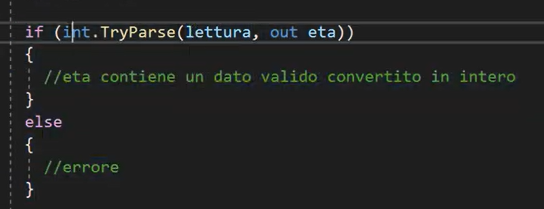 if (int.TryParse(lettura, out eta))
{
//eta contiene un dato valido convertito in intero
}
else
{
//errore
}